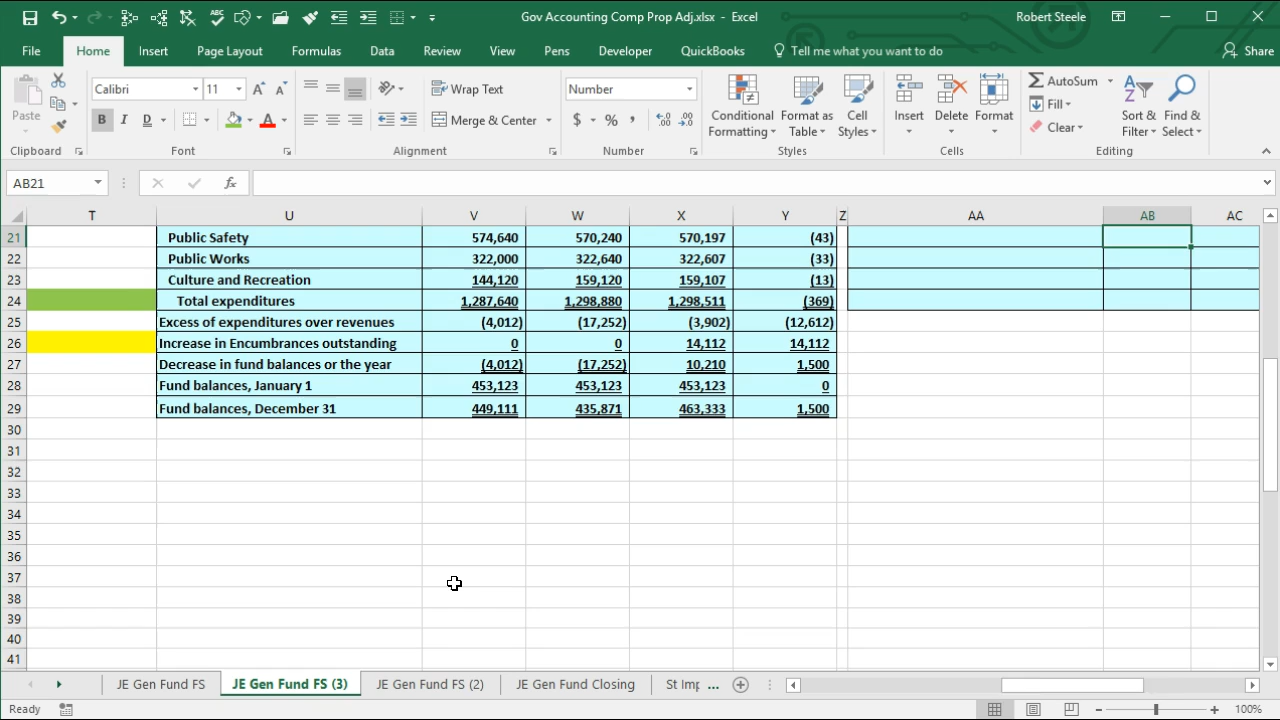 Gov Accounting Comp Prop Adj.xlsx - Excel
Robert Steele
File Home Insert Page Layout Formulas Data Review View Pens Developer QuickBooks Tell me what you want to do Share
Paste
Clipboard
Calibri 11
B I D A
Font
Wrap Text
Merge & Center
Alignment
Number
$ % ,
Number
Conditional Formatting
Format as Table
Cell Styles
Styles
Insert Delete Format
Cells
AutoSum
Fill
Clear
Sort & Filter
Find & Select
Editing
AB21 fx
T U V W X Y Z AA AB AC
21 Public Safety 574,640 570,240 570,197 (43)
22 Public Works 322,000 322,640 322,607 (33)
23 Culture and Recreation 144,120 159,120 159,107 (13)
24 Total expenditures 1,287,640 1,298,880 1,298,511 (369)
25 Excess of expenditures over revenues (4,012) (17,252) (3,902) (12,612)
26 Increase in Encumbrances outstanding 0 0 14,112 14,112
27 Decrease in fund balances or the year (4,012) (17,252) 10,210 1,500
28 Fund balances, January 1 453,123 453,123 453,123 0
29 Fund balances, December 31 449,111 435,871 463,333 1,500
30
31
32
33
34
35
36
37
38
39
40
41
JE Gen Fund FS JE Gen Fund FS (3) JE Gen Fund FS (2) JE Gen Fund Closing St Imp ...
Ready 100%